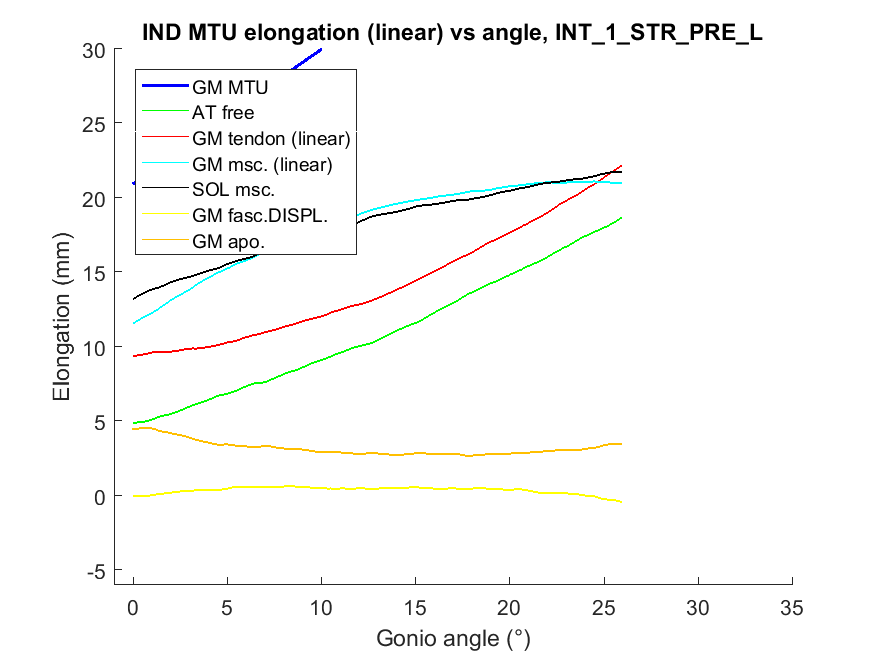 IND MTU elongation (linear) vs angle, INT_1_STR_PRE_L
30
25
20
15
10
5
0
-5
Elongation (mm)
GM MTU
AT free
GM tendon (linear)
GM msc. (linear)
SOL msc.
GM fasc.DISPL.
GM apo.
0 5 10 15 20 25 30 35
Gonio angle (°)